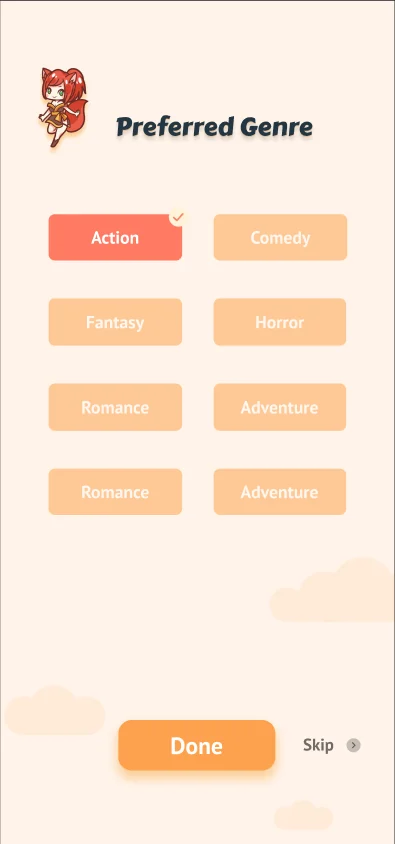 Preferred Genre
Action
Comedy
Fantasy
Horror
Romance
Adventure
Romance
Adventure
Done
Skip